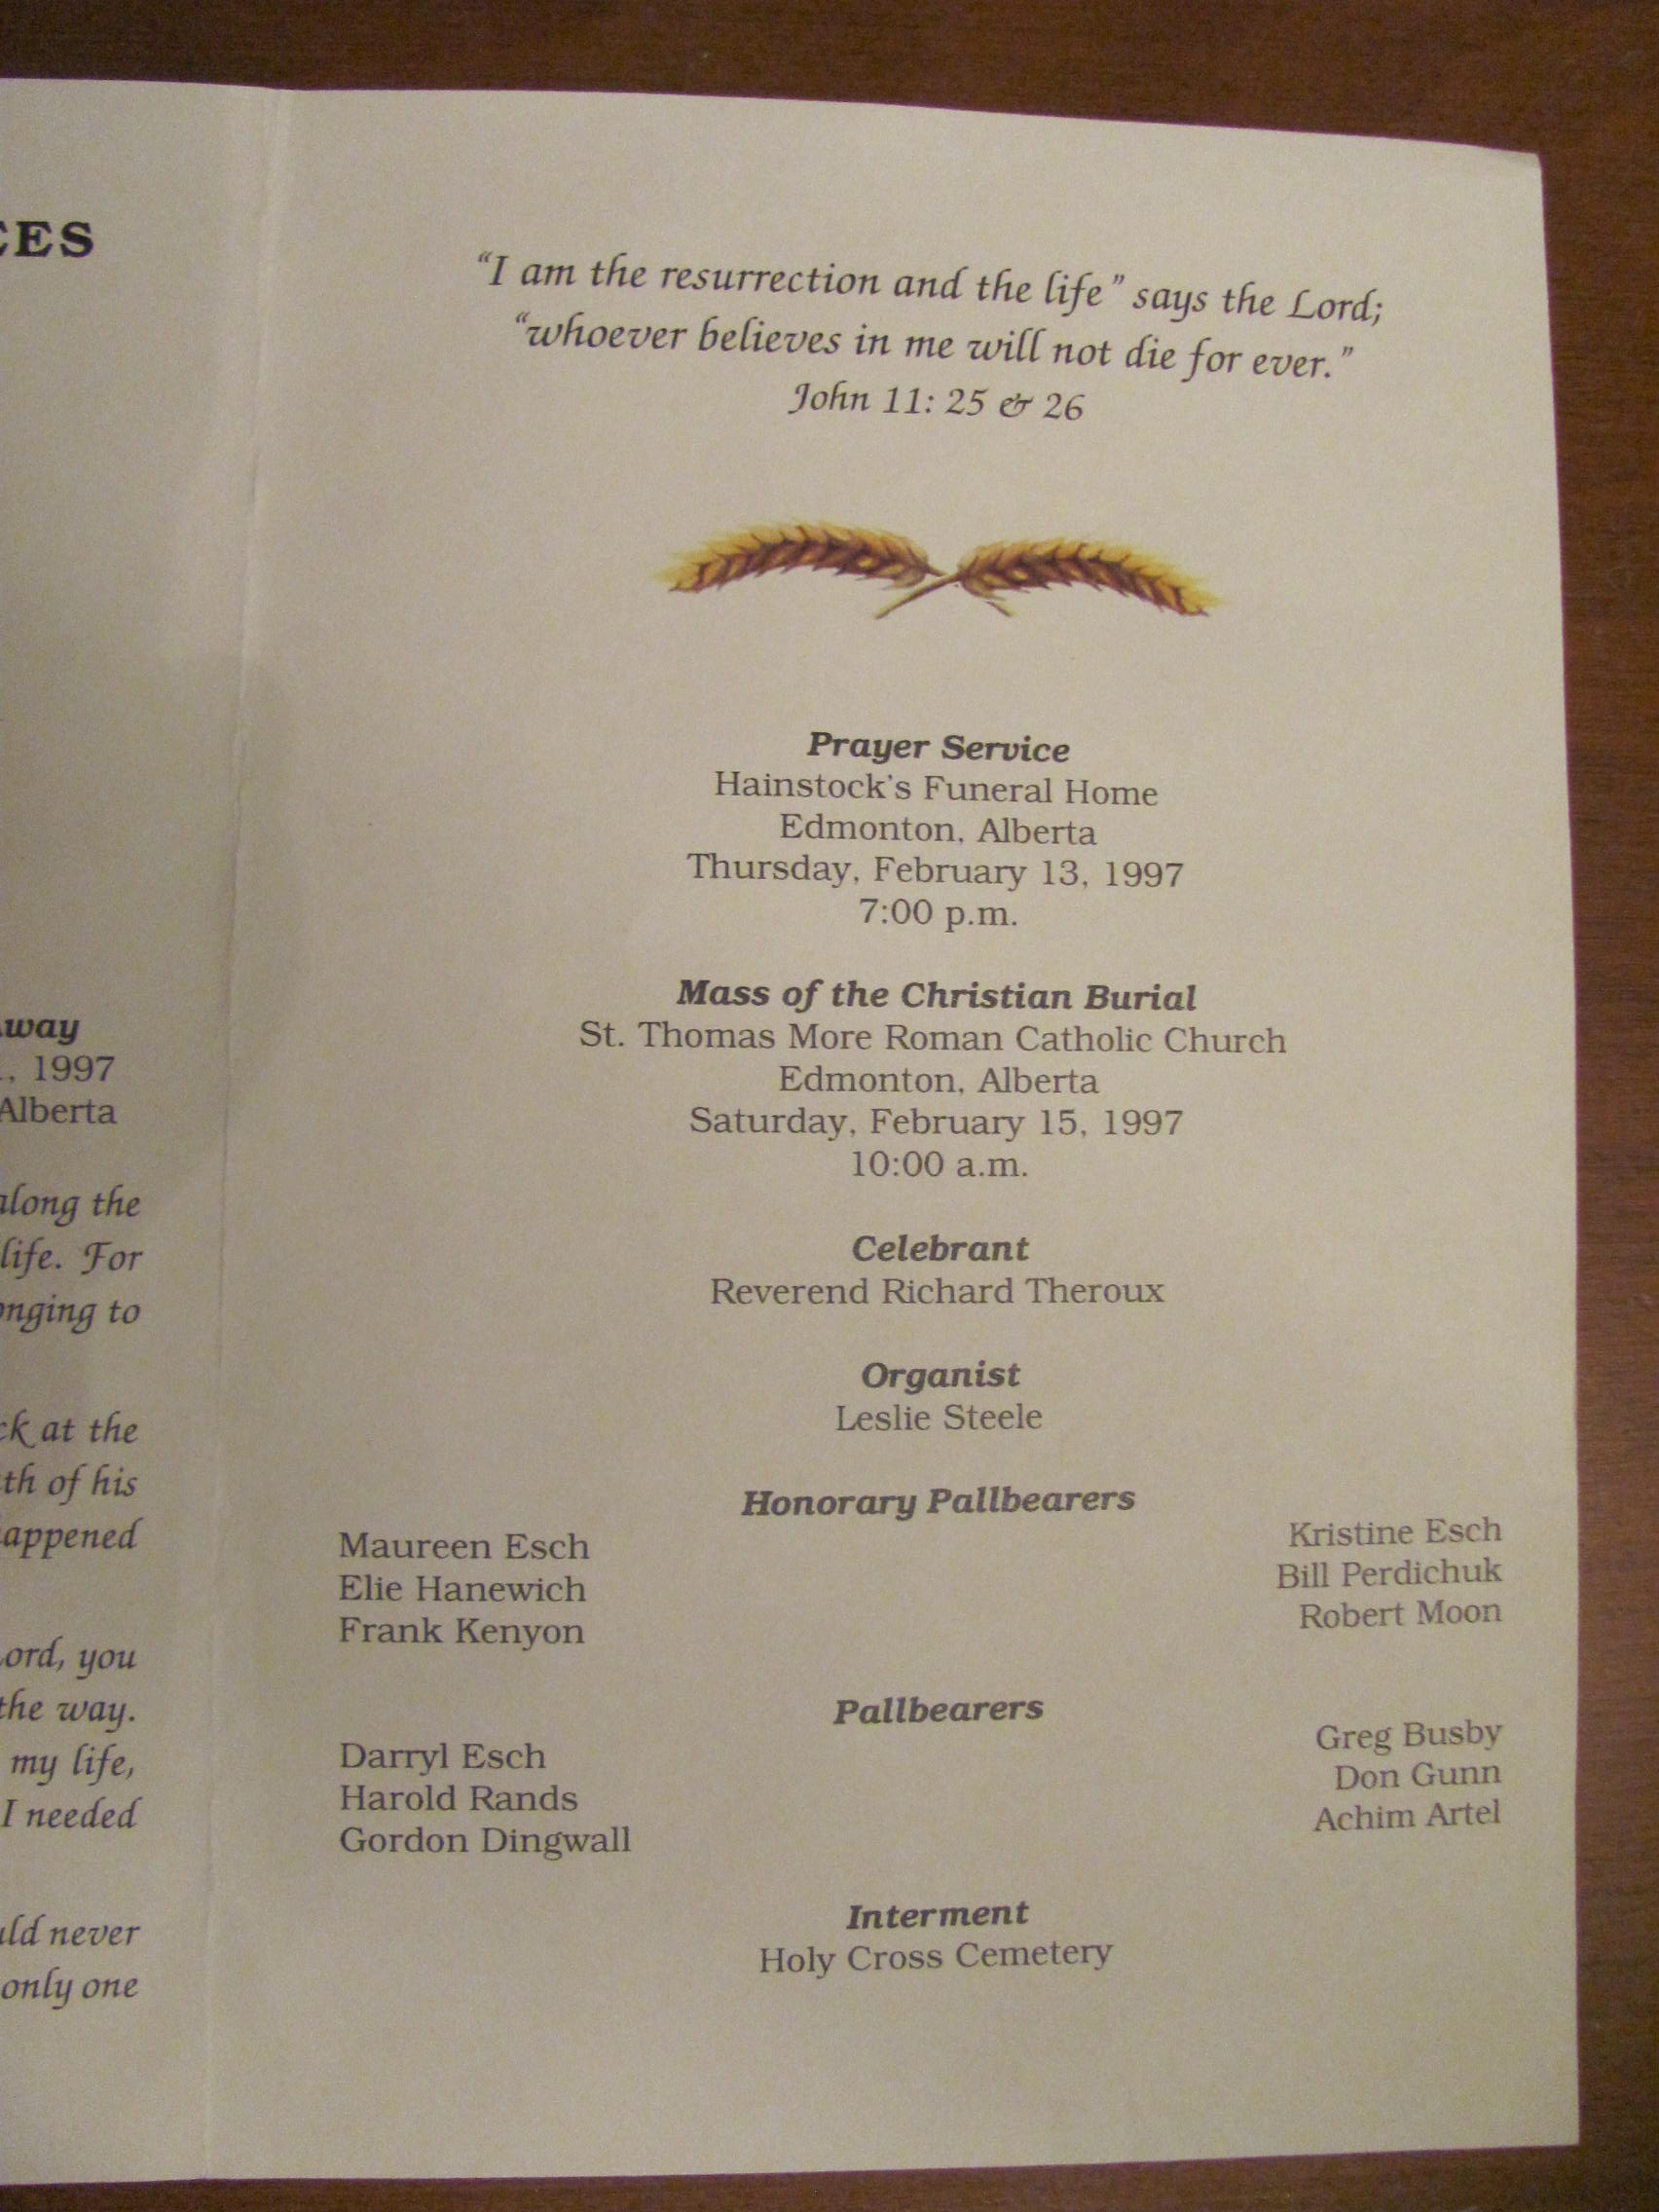 CES
way
, 1997
Alberta
along the
life. For
onging to
ck at the
th of his
appened
ord, you
the way.
my life,
I needed
uld never
only one
“I am the resurrection and the life” says the Lord;
“whoever believes in me will not die for ever.”
John 11: 25 & 26
Prayer Service
Hainstock's Funeral Home
Edmonton, Alberta
Thursday, February 13, 1997
7:00 p.m.
Mass of the Christian Burial
St. Thomas More Roman Catholic Church
Edmonton, Alberta
Saturday, February 15, 1997
10:00 a.m.
Celebrant
Reverend Richard Theroux
Organist
Leslie Steele
Honorary Pallbearers
Maureen Esch
Elie Hanewich
Frank Kenyon
Kristine Esch
Bill Perdichuk
Robert Moon
Pallbearers
Darryl Esch
Harold Rands
Gordon Dingwall
Greg Busby
Don Gunn
Achim Artel
Interment
Holy Cross Cemetery